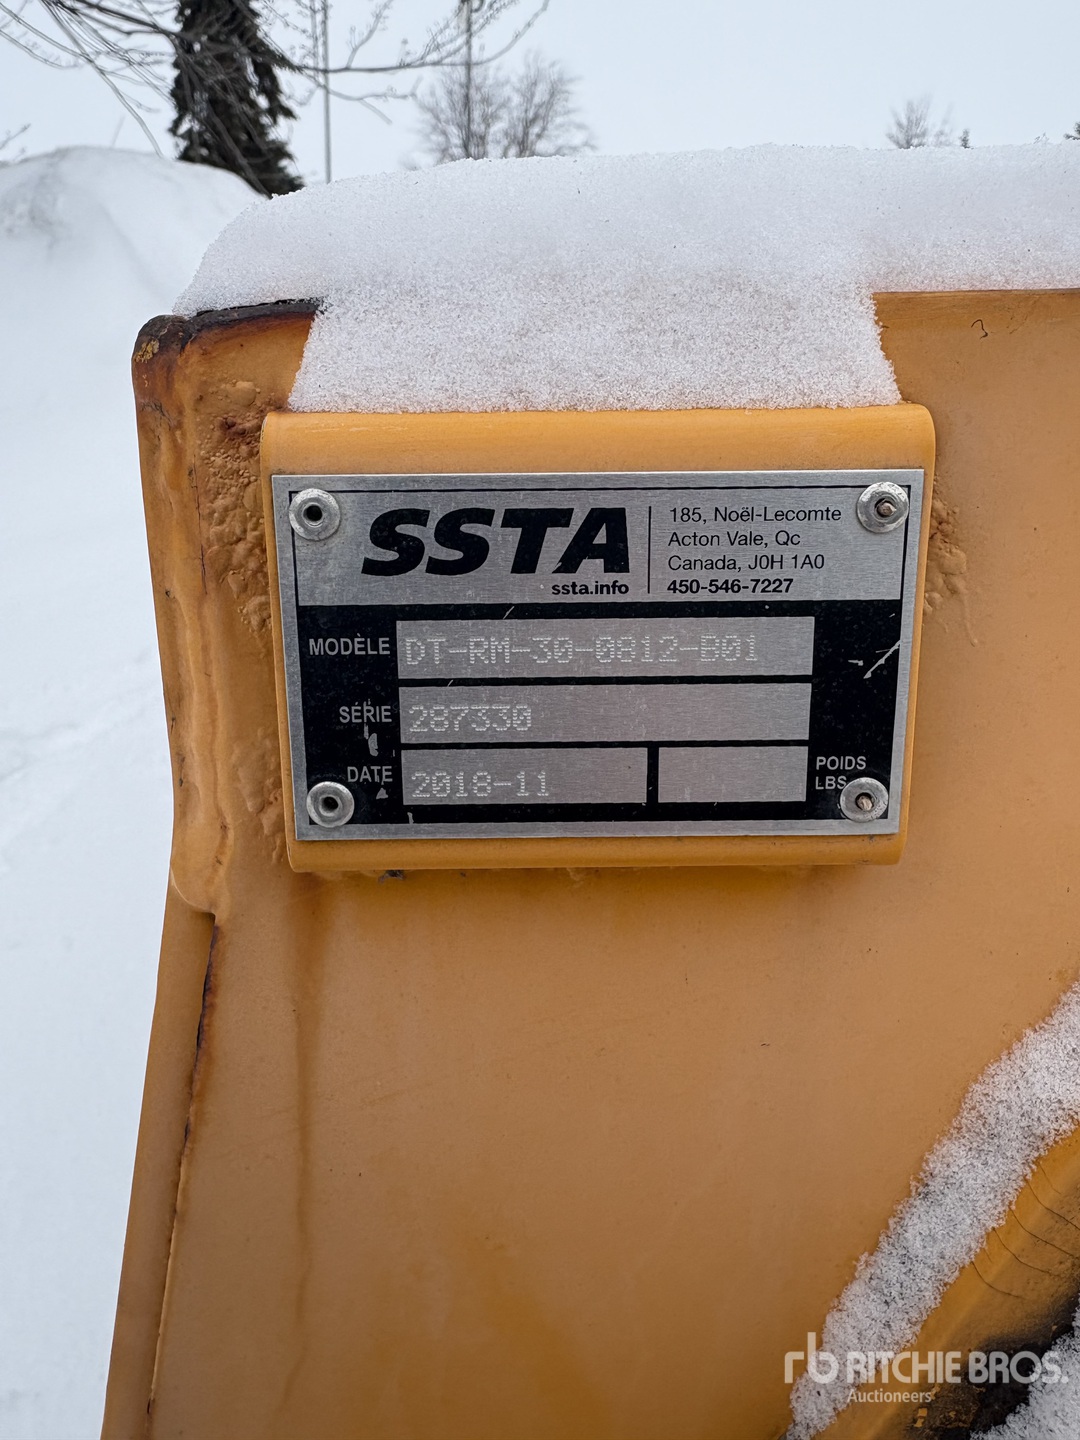 SSTA
ssta.info
185, Noël-Lecomte
Acton Vale, Qc
Canada, J0H 1A0
450-546-7227
MODÈLE DT-RM-30-0812-B01
SÉRIE 287330
DATE 2018-11
POIDS
LBS
rb RITCHIE BROS.
Auctioneers